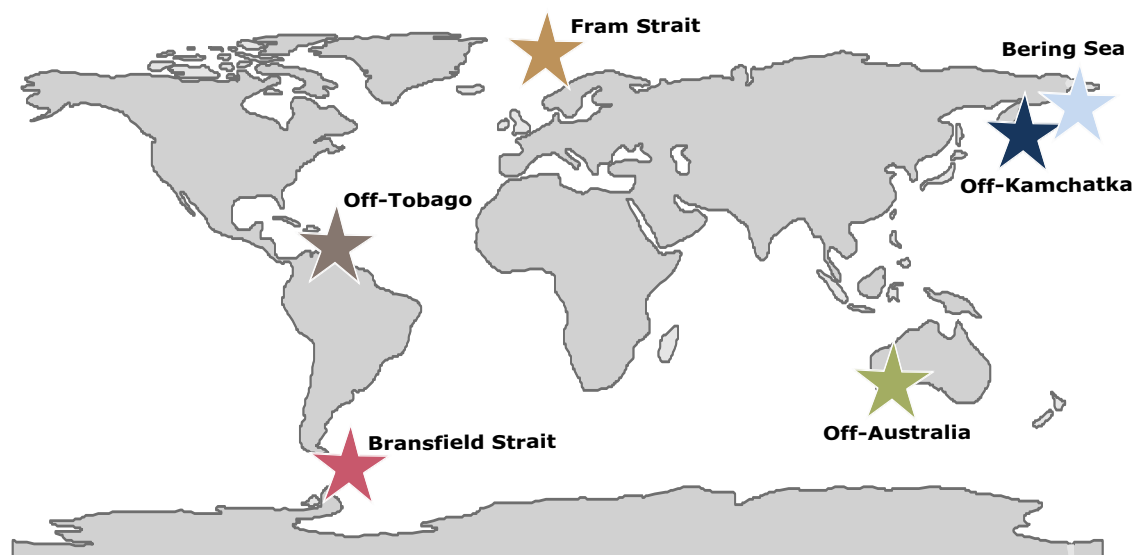 Fram Strait
Bering Sea
Off-Kamchatka
Off-Tobago
Off-Australia
Bransfield Strait